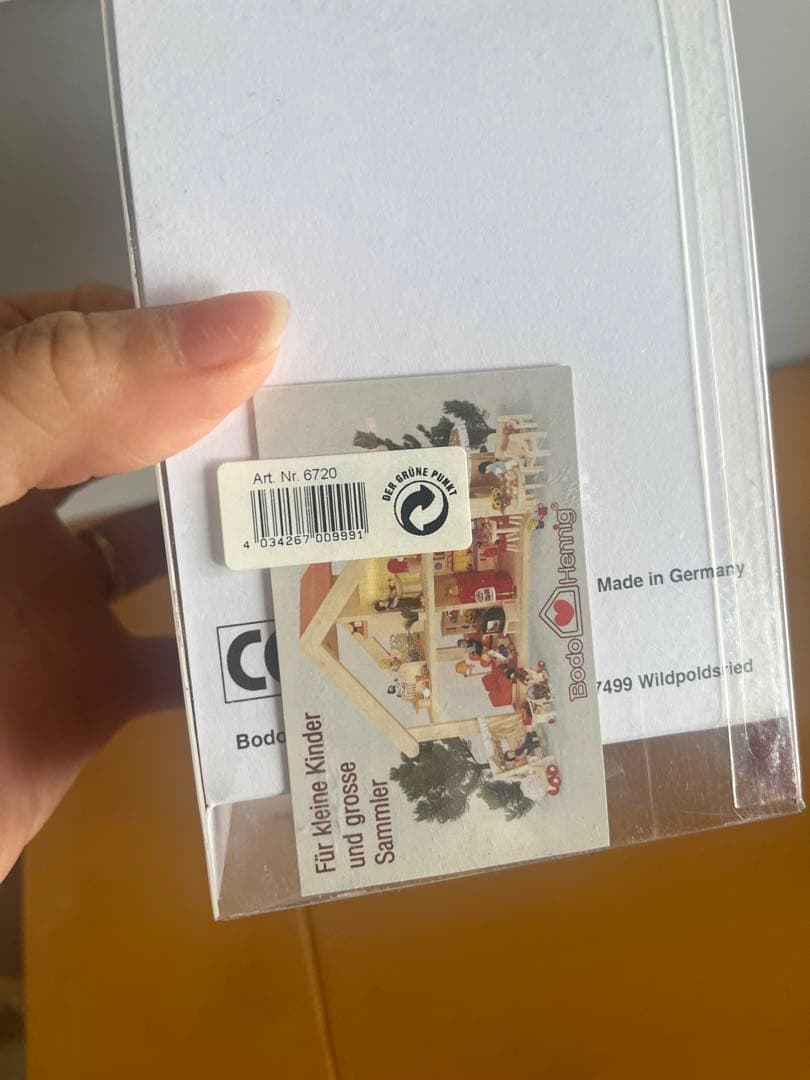 Art. Nr. 6720
DER GRÜNE PUNKT
4 034267 009991
Bodo Hennig®
Made in Germany
CE
7499 Wildpoldsried
Für kleine Kinder
und grosse
Sammler